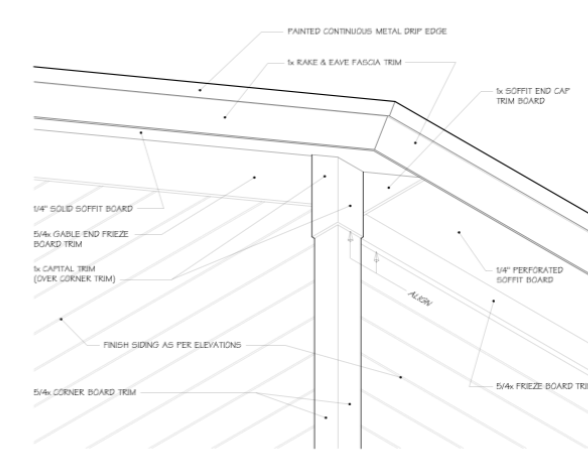 PAINTED CONTINUOUS METAL DRIP EDGE
1x RAKE & EAVE FASCIA TRIM
1x SOFFIT END CAP
TRIM BOARD
1/4" SOLID SOFFIT BOARD
5/4x GABLE END FRIEZE
BOARD TRIM
1x CAPITAL TRIM
(OVER CORNER TRIM)
1/4" PERFORATED
SOFFIT BOARD
ALIGN
FINISH SIDING AS PER ELEVATIONS
5/4x CORNER BOARD TRIM
5/4x FRIEZE BOARD TRI